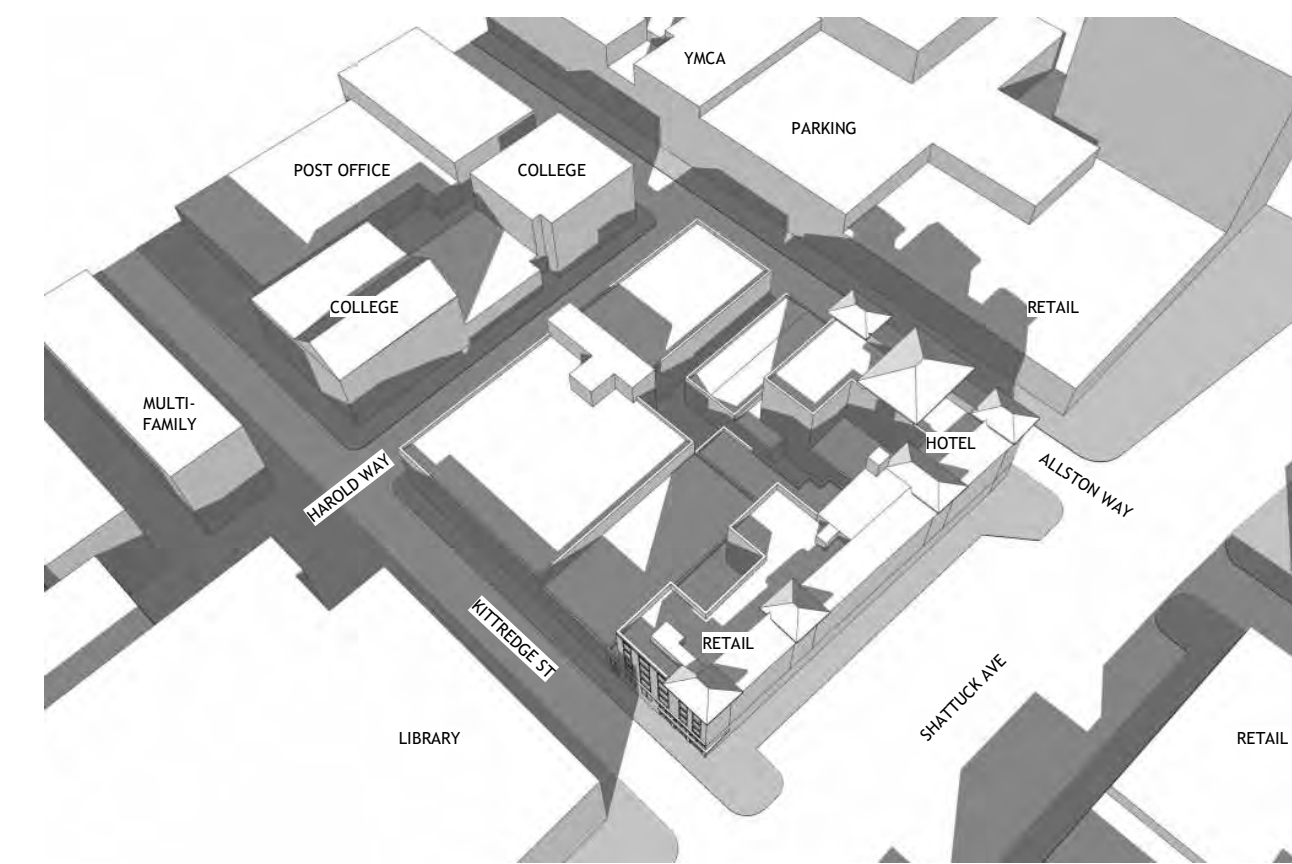 YMCA
PARKING
POST OFFICE
COLLEGE
COLLEGE
RETAIL
MULTI-
FAMILY
HOTEL
HAROLD WAY
ALLSTON WAY
KITTREDGE ST
RETAIL
SHATTUCK AVE
LIBRARY
RETAIL